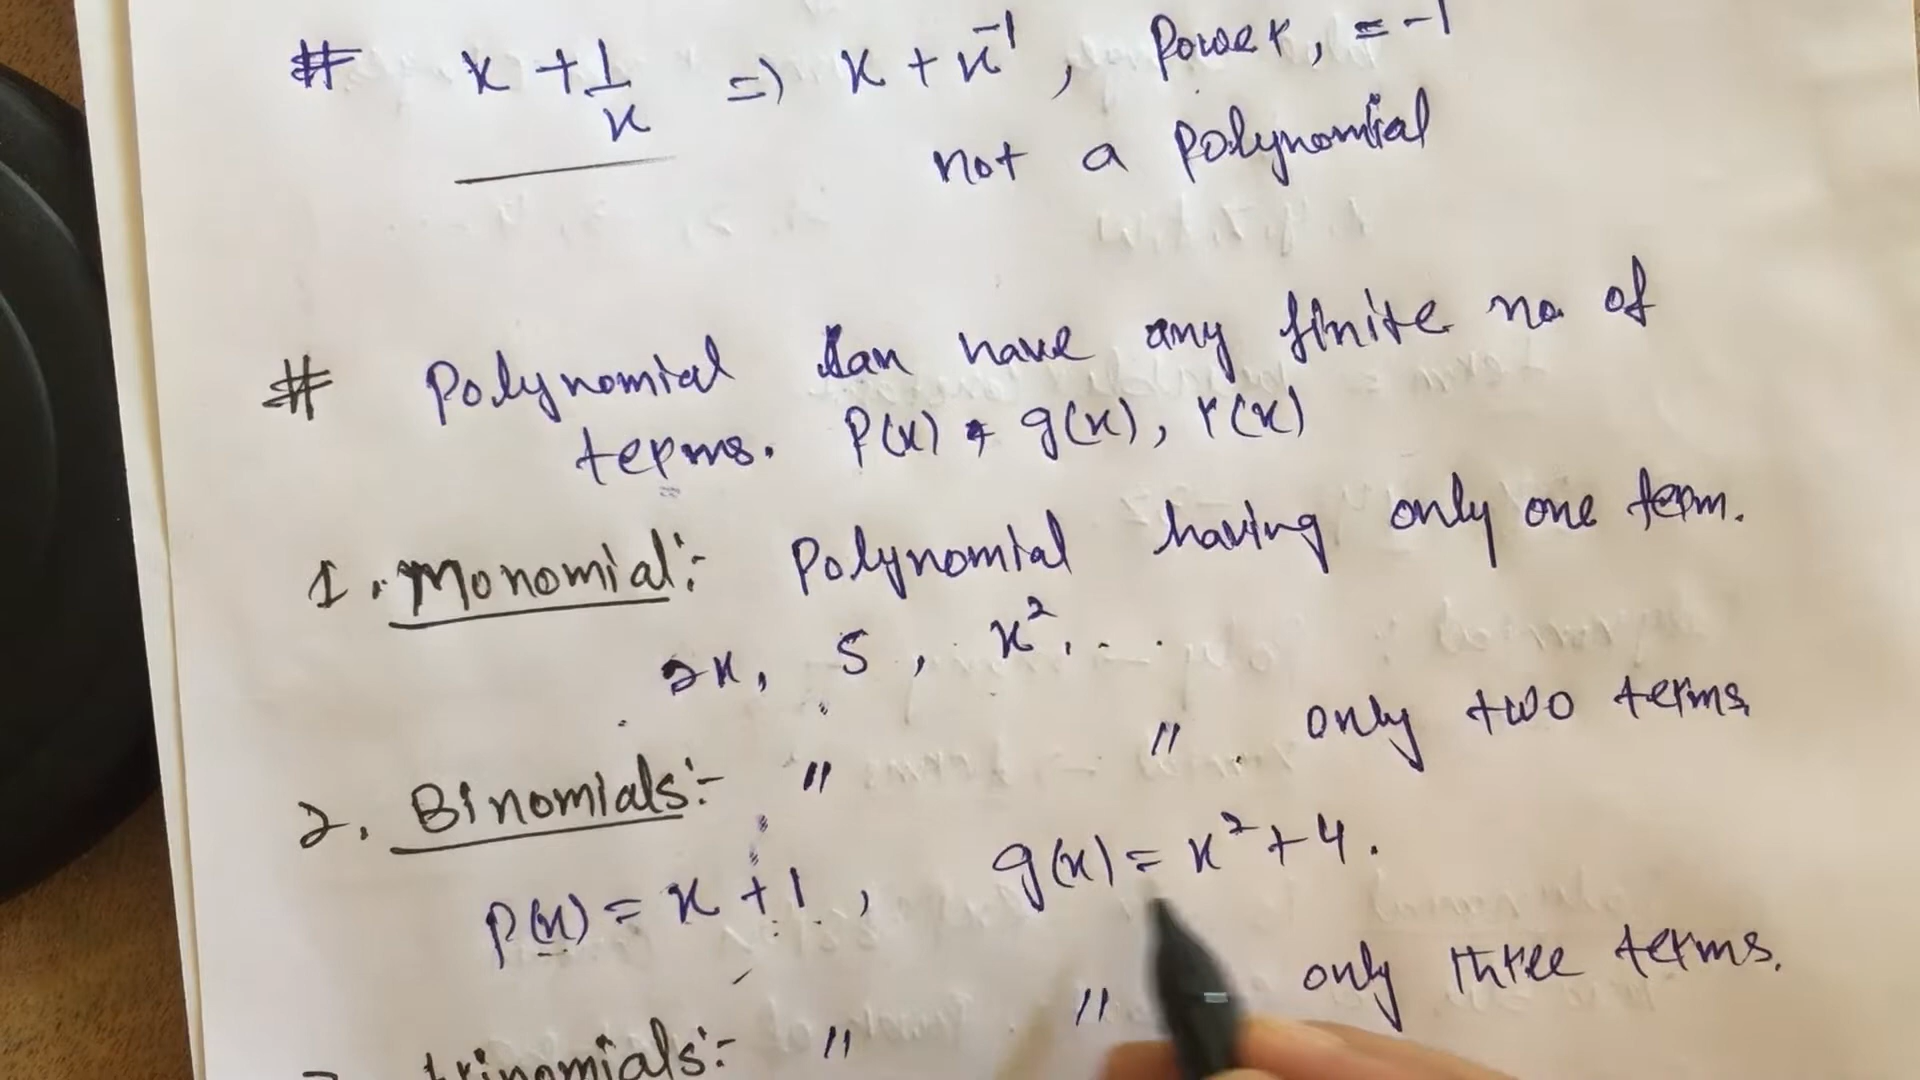 # x + 1/x => x + x⁻¹, Power, = -1
not a polynomial
# Polynomial can have any finite no. of
terms. P(x) , g(x), r(x)
1. Monomial:- Polynomial having only one term.
2x, 5, x², ...
2. Binomials:- " " only two terms
p(x) = x + 1, g(x) = x² + 4.
trinomials:- " " only three terms.